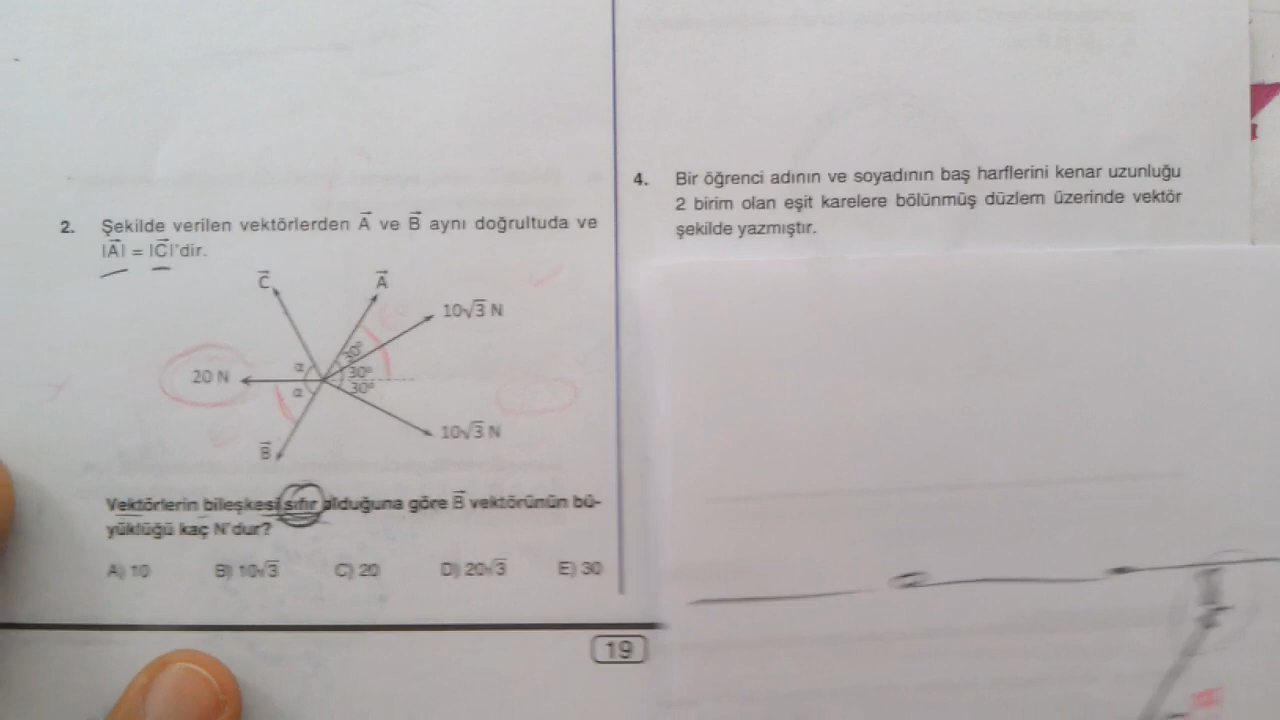 2. Şekilde verilen vektörlerden A ve B aynı doğrultuda ve
|A| = |C|'dir.
C
A
10√3 N
30°
α
20 N
30°
30°
α
10√3 N
B
Vektörlerin bileşkesi sıfır olduğuna göre B vektörünün bü-
yüklüğü kaç N'dur?
A) 10 B) 10√3 C) 20 D) 20√3 E) 30
19
4. Bir öğrenci adının ve soyadının baş harflerini kenar uzunluğu
2 birim olan eşit karelere bölünmüş düzlem üzerinde vektör
şekilde yazmıştır.